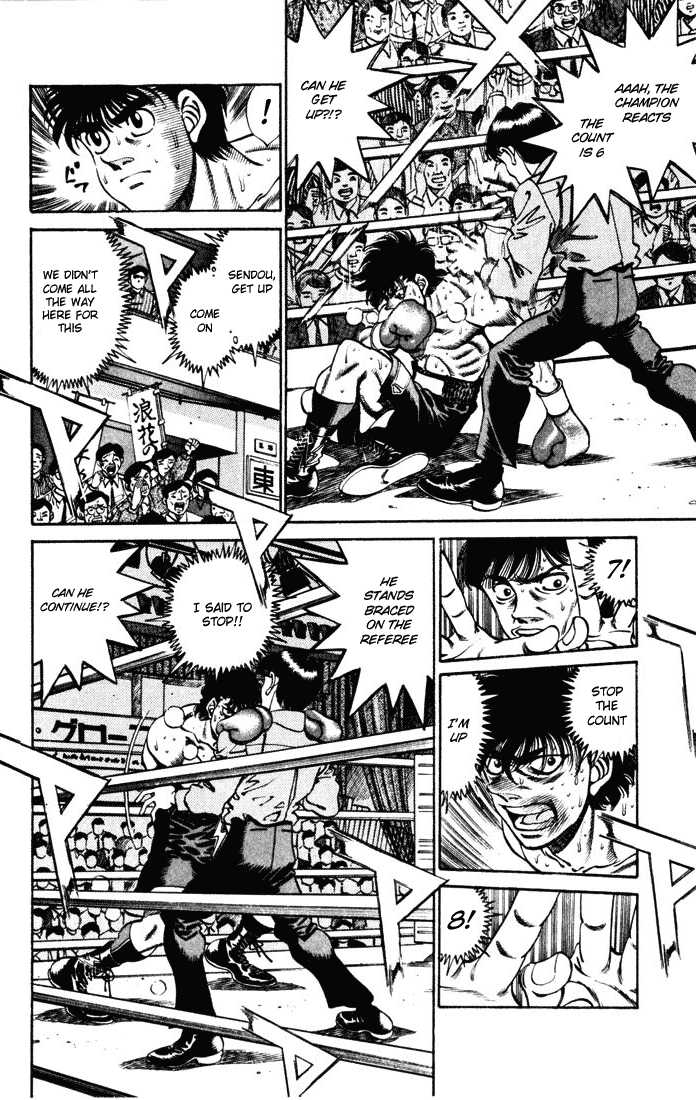 AAAH, THE
CHAMPION
REACTS
THE
COUNT
IS 6
CAN HE
GET
UP?!?
!
SENDOU,
GET UP
COME
ON
WE DIDN'T
COME ALL
THE WAY
HERE FOR
THIS
浪花の
東
7!
STOP
THE
COUNT
I'M
UP
8!
HE
STANDS
BRACED
ON THE
REFEREE
I SAID TO
STOP!!
CAN HE
CONTINUE!?
・グロー